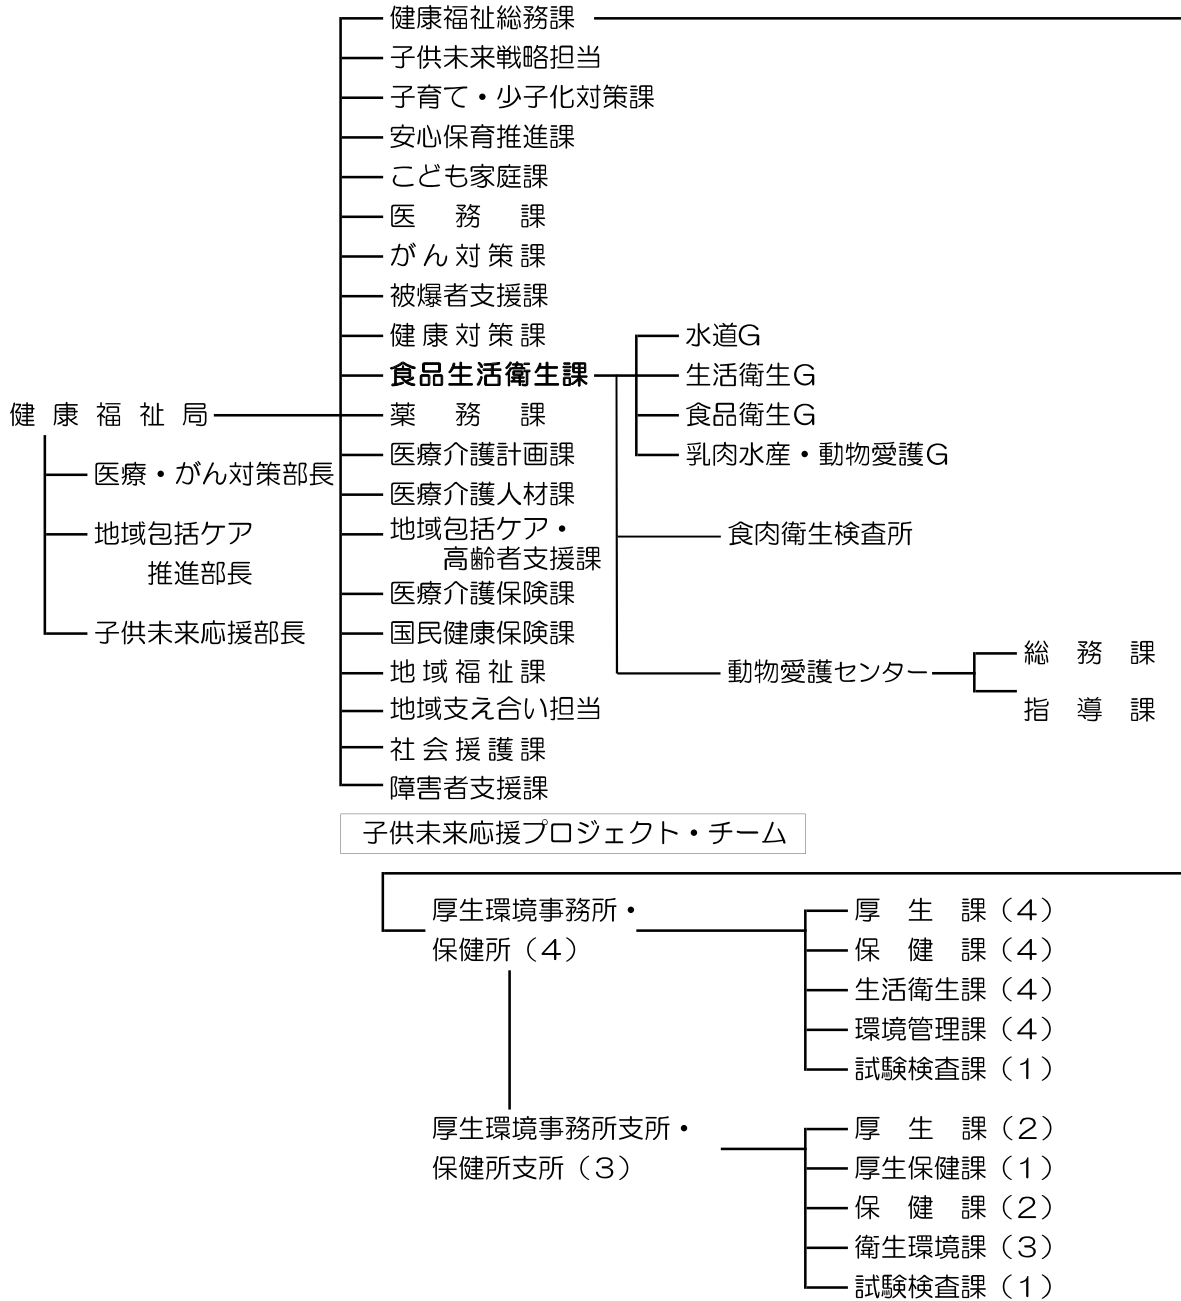 健康福祉総務課
子供未来戦略担当
子育て・少子化対策課
安心保育推進課
こども家庭課
医務課
がん対策課
被爆者支援課
健康対策課
水道G
食品生活衛生課
生活衛生G
健康福祉局
薬務課
食品衛生G
医療介護計画課
乳肉水産・動物愛護G
医療・がん対策部長
医療介護人材課
地域包括ケア
推進部長
地域包括ケア・
高齢者支援課
食肉衛生検査所
医療介護保険課
子供未来応援部長
国民健康保険課
地域福祉課
動物愛護センター
総務課
指導課
地域支え合い担当
社会援護課
障害者支援課
子供未来応援プロジェクト・チーム
厚生環境事務所・
保健所（4）
厚生課（4）
保健課（4）
生活衛生課（4）
環境管理課（4）
試験検査課（1）
厚生環境事務所支所・
保健所支所（3）
厚生課（2）
厚生保健課（1）
保健課（2）
衛生環境課（3）
試験検査課（1）